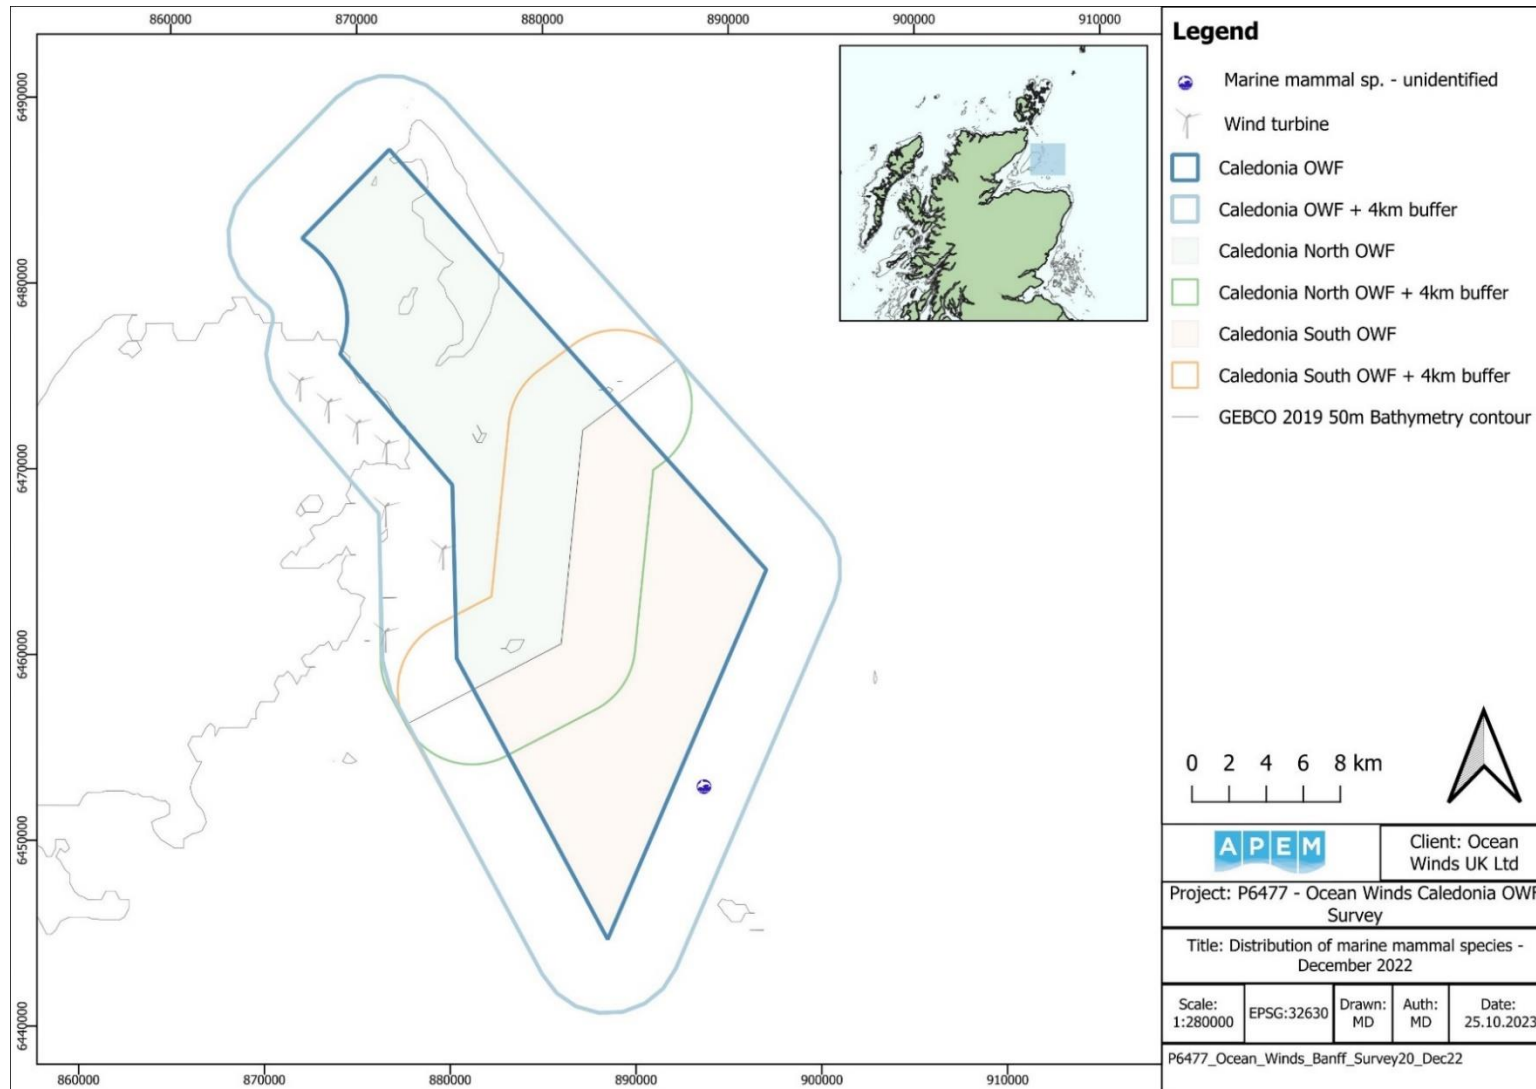 860000 870000 880000 890000 900000 910000
6490000
6480000
6470000
6460000
6450000
6440000
860000 870000 880000 890000 900000 910000
Legend
Marine mammal sp. - unidentified
Wind turbine
Caledonia OWF
Caledonia OWF + 4km buffer
Caledonia North OWF
Caledonia North OWF + 4km buffer
Caledonia South OWF
Caledonia South OWF + 4km buffer
GEBCO 2019 50m Bathymetry contour
0 2 4 6 8 km
APEM
Client: Ocean
Winds UK Ltd
Project: P6477 - Ocean Winds Caledonia OWF
Survey
Title: Distribution of marine mammal species -
December 2022
Scale:
1:280000
EPSG:32630
Drawn:
MD
Auth:
MD
Date:
25.10.2023
P6477_Ocean_Winds_Banff_Survey20_Dec22